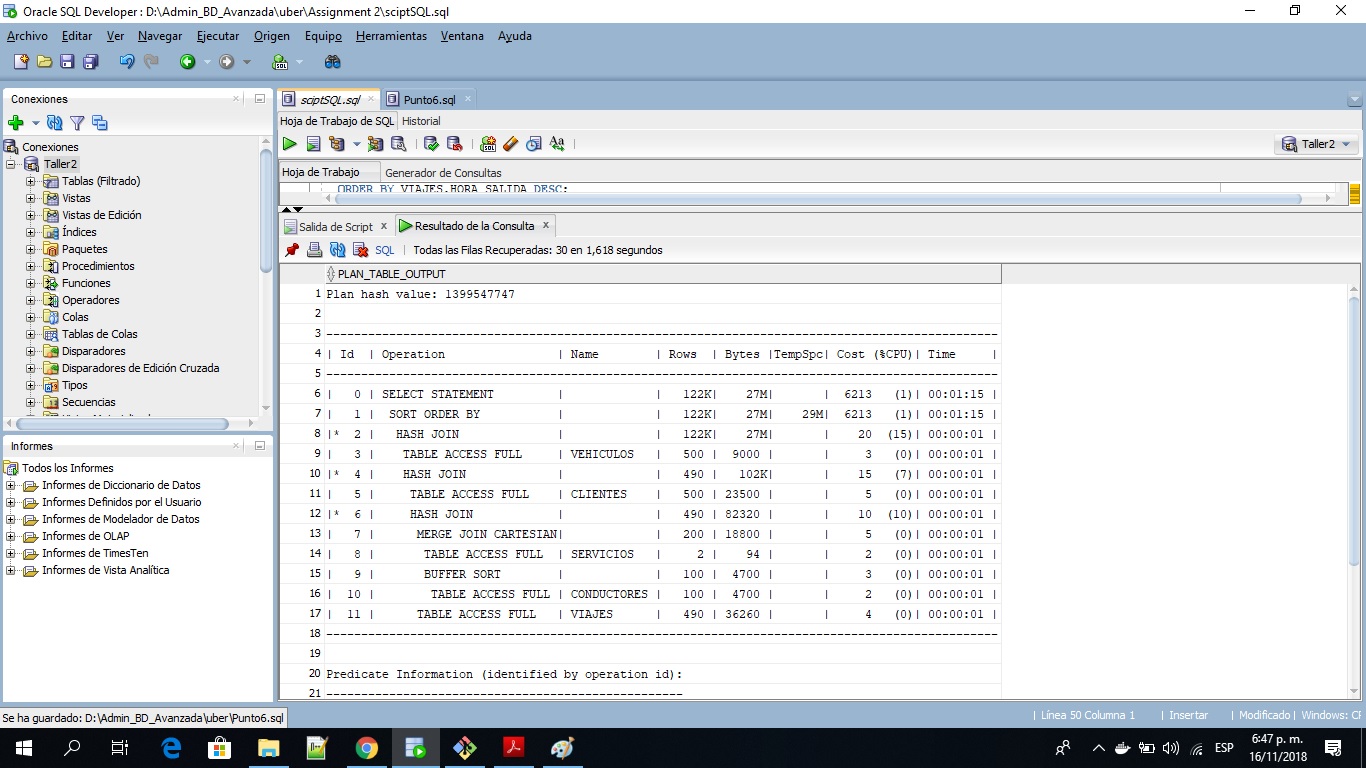 Oracle SQL Developer : D:\Admin_BD_Avanzada\uber\Assignment 2\sciptSQL.sql
Archivo Editar Ver Navegar Ejecutar Origen Equipo Herramientas Ventana Ayuda
Conexiones
Conexiones
Taller2
Tablas (Filtrado)
Vistas
Vistas de Edición
Índices
Paquetes
Procedimientos
Funciones
Operadores
Colas
Tablas de Colas
Disparadores
Disparadores de Edición Cruzada
Tipos
Secuencias
Informes
Todos los Informes
Informes de Diccionario de Datos
Informes Definidos por el Usuario
Informes de Modelador de Datos
Informes de OLAP
Informes de TimesTen
Informes de Vista Analítica
sciptSQL.sql Punto6.sql
Hoja de Trabajo de SQL Historial
Taller2
Hoja de Trabajo Generador de Consultas
ORDER BY VIAJES.HORA_SALIDA DESC;
Salida de Script x Resultado de la Consulta x
SQL | Todas las Filas Recuperadas: 30 en 1,618 segundos
PLAN_TABLE_OUTPUT
1 Plan hash value: 1399547747
2
3 ------------------------------------------------------------------------------------------------
4 | Id | Operation | Name | Rows | Bytes |TempSpc| Cost (%CPU)| Time |
5 ------------------------------------------------------------------------------------------------
6 | 0 | SELECT STATEMENT | | 122K| 27M| | 6213 (1)| 00:01:15 |
7 | 1 | SORT ORDER BY | | 122K| 27M| 29M| 6213 (1)| 00:01:15 |
8 |* 2 | HASH JOIN | | 122K| 27M| | 20 (15)| 00:00:01 |
9 | 3 | TABLE ACCESS FULL | VEHICULOS | 500 | 9000 | | 3 (0)| 00:00:01 |
10 |* 4 | HASH JOIN | | 490 | 102K| | 15 (7)| 00:00:01 |
11 | 5 | TABLE ACCESS FULL | CLIENTES | 500 | 23500 | | 5 (0)| 00:00:01 |
12 |* 6 | HASH JOIN | | 490 | 82320 | | 10 (10)| 00:00:01 |
13 | 7 | MERGE JOIN CARTESIAN| | 200 | 18800 | | 5 (0)| 00:00:01 |
14 | 8 | TABLE ACCESS FULL | SERVICIOS | 2 | 94 | | 2 (0)| 00:00:01 |
15 | 9 | BUFFER SORT | | 100 | 4700 | | 3 (0)| 00:00:01 |
16 | 10 | TABLE ACCESS FULL | CONDUCTORES | 100 | 4700 | | 2 (0)| 00:00:01 |
17 | 11 | TABLE ACCESS FULL | VIAJES | 490 | 36260 | | 4 (0)| 00:00:01 |
18 ------------------------------------------------------------------------------------------------
19
20 Predicate Information (identified by operation id):
21 ---------------------------------------------------
Se ha guardado: D:\Admin_BD_Avanzada\uber\Punto6.sql
| Línea 50 Columna 1 | Insertar | Modificado | Windows: CF
ESP
6:47 p. m.
16/11/2018